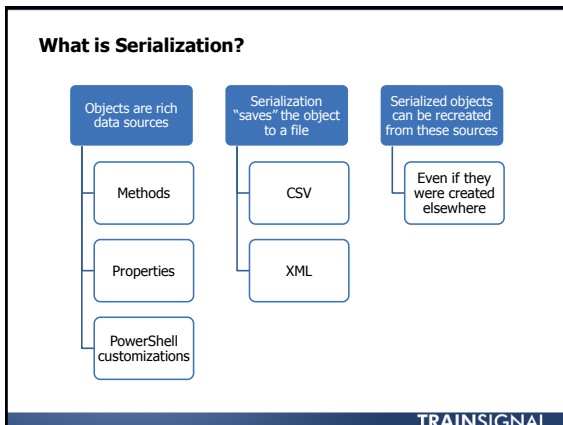 What is Serialization?
Objects are rich
data sources
Methods
Properties
PowerShell
customizations
Serialization
“saves” the object
to a file
CSV
XML
Serialized objects
can be recreated
from these sources
Even if they
were created
elsewhere
TRAINSIGNAL